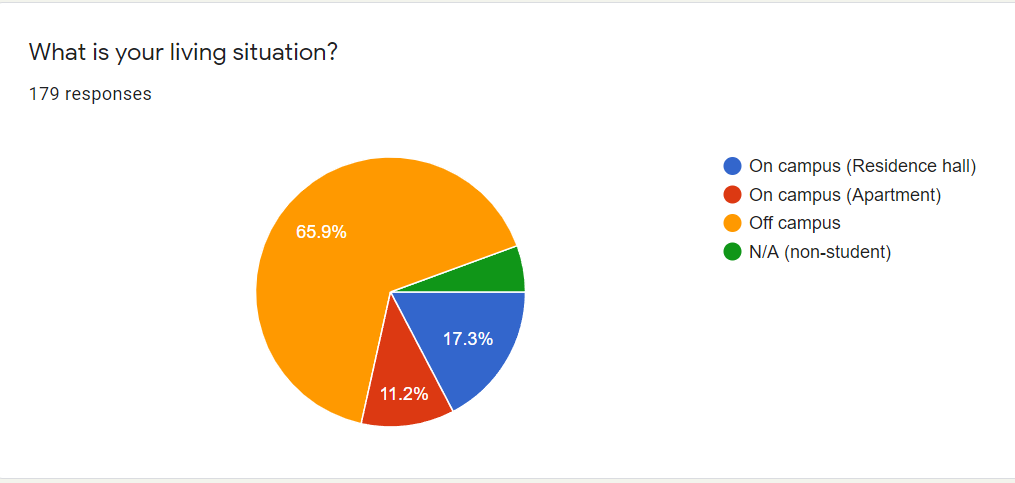 What is your living situation?
179 responses
65.9%
17.3%
11.2%
On campus (Residence hall)
On campus (Apartment)
Off campus
N/A (non-student)